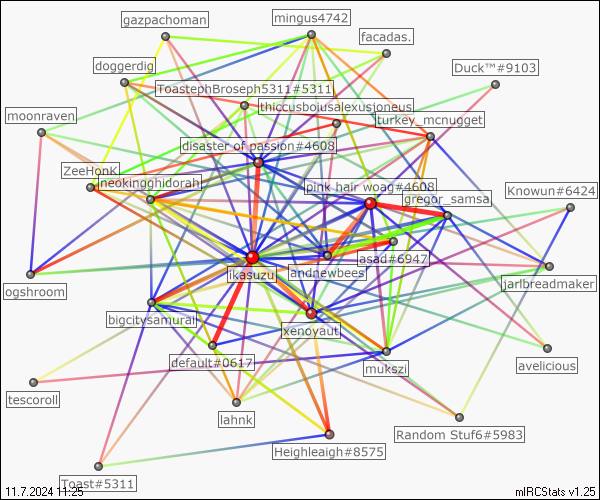 gazpachoman
mingus4742
facadas.
doggerdig
Duck™#9103
ToastephBroseph5311#5311
thiccusbojusalexusjoneus
moonraven
turkey_mcnugget
disaster of passion#4608
ZeeHonk
neokingghidorah
pink hair woag#4608
gregor_samsa
Knowun#6424
ikasuzu
andnewbees
asad#6947
ogshroom
jarlbreadmaker
bigcitysamurai
xenoyaut
default#0617
mukszi
avelicious
tescoroll
lahnk
Random Stuf6#5983
Heighleaigh#8575
Toast#5311
11.7.2024 11:25
mIRCStats v1.25